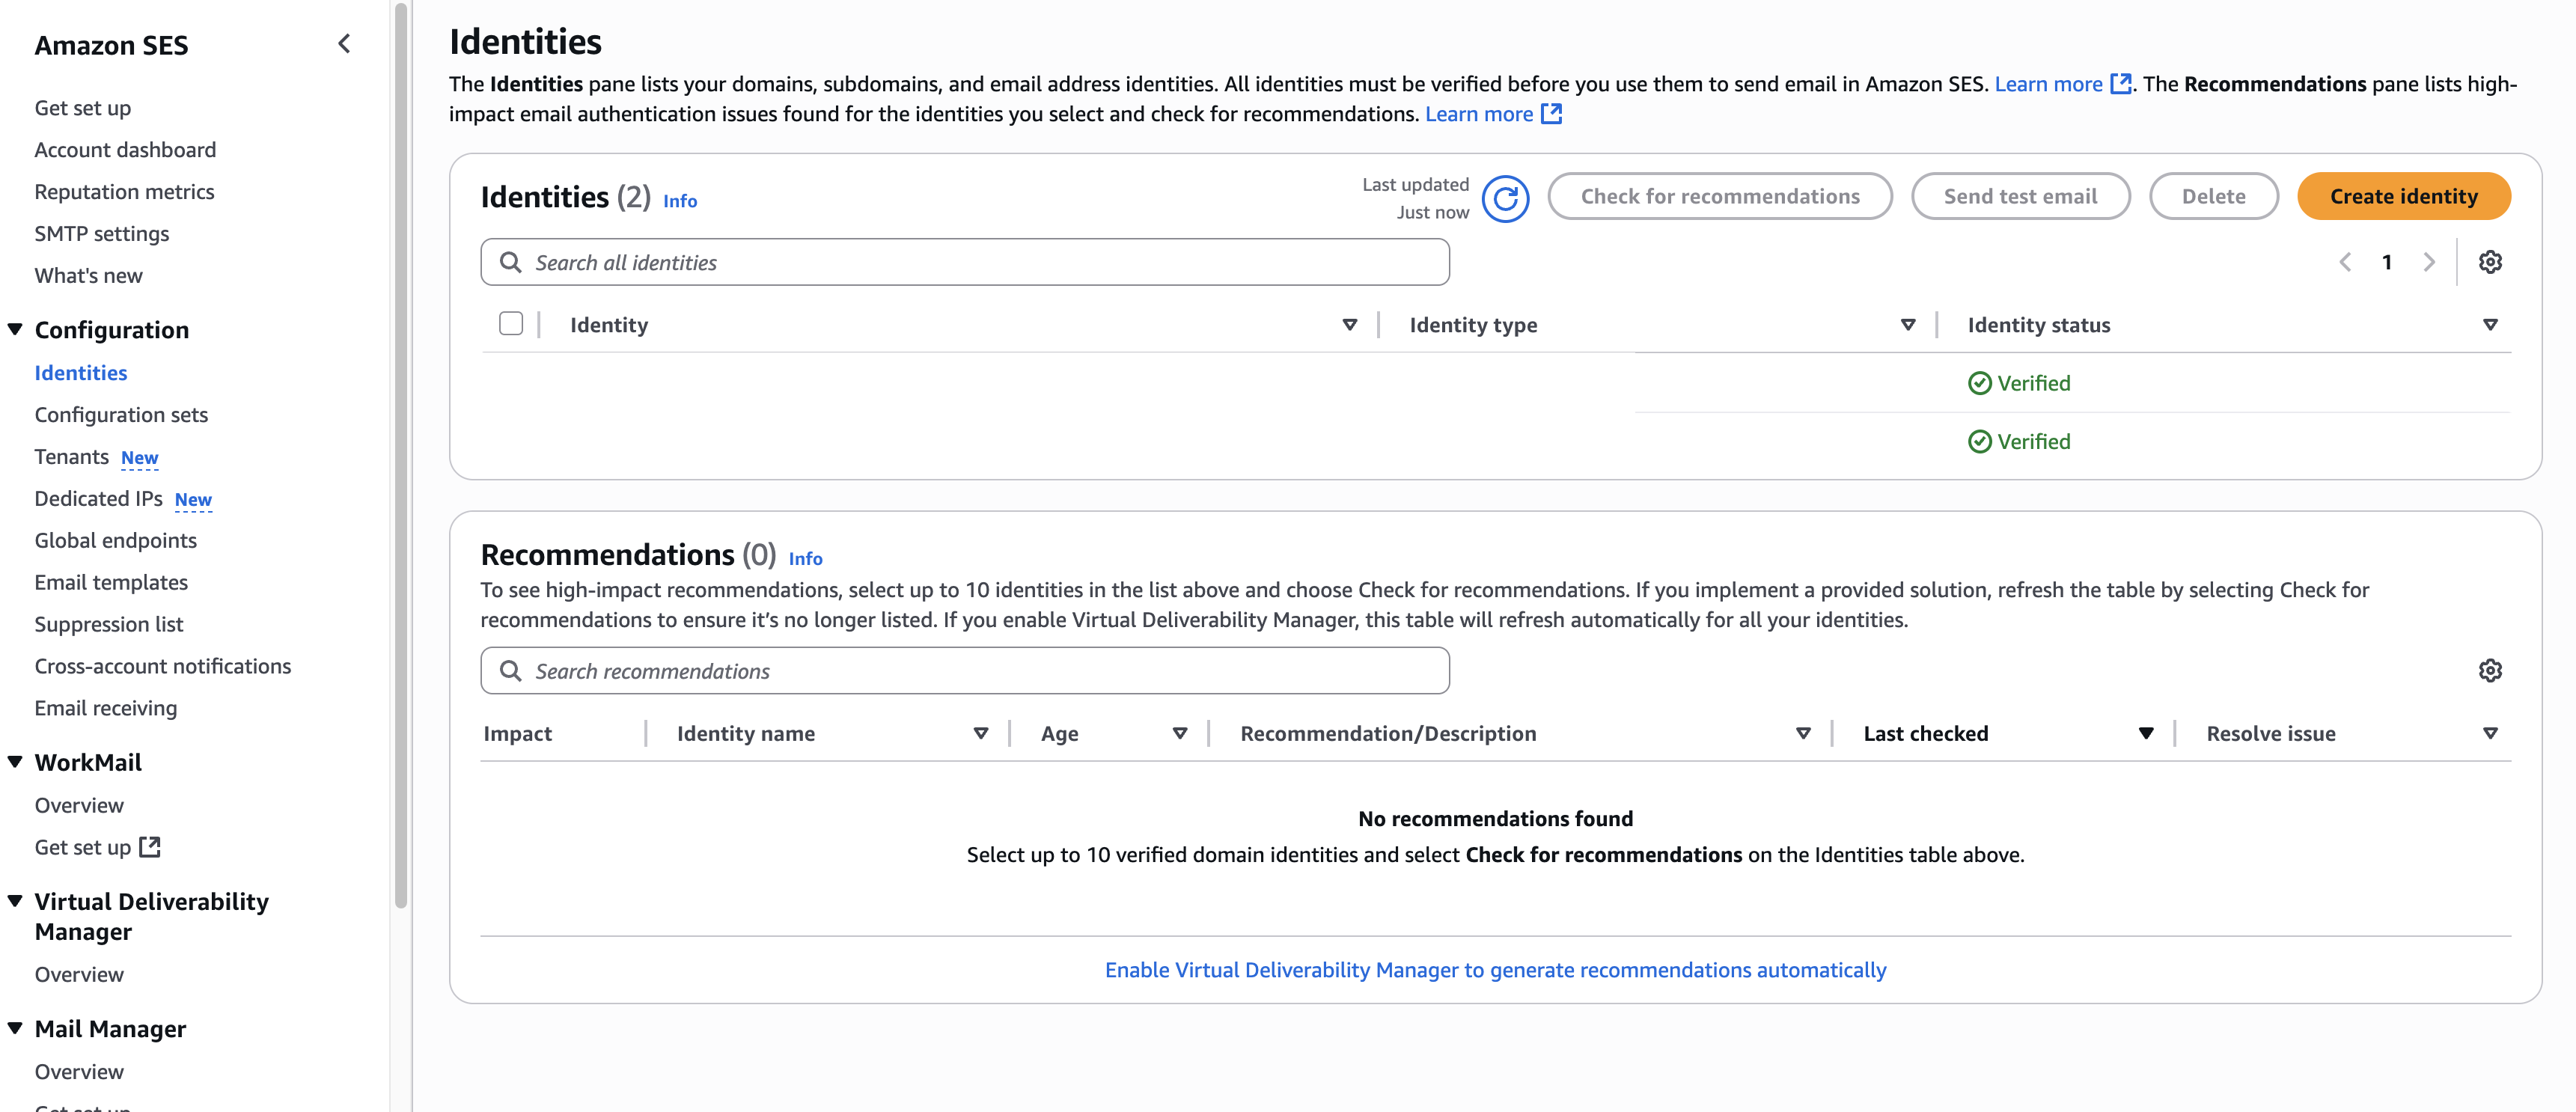 Amazon SES
Get set up
Account dashboard
Reputation metrics
SMTP settings
What's new
Configuration
Identities
Configuration sets
Tenants New
Dedicated IPs New
Global endpoints
Email templates
Suppression list
Cross-account notifications
Email receiving
WorkMail
Overview
Get set up
Virtual Deliverability
Manager
Overview
Mail Manager
Overview
Get set up
Identities
The Identities pane lists your domains, subdomains, and email address identities. All identities must be verified before you use them to send email in Amazon SES. Learn more. The Recommendations pane lists high-
impact email authentication issues found for the identities you select and check for recommendations. Learn more
Identities (2) Info
Last updated
Just now
Check for recommendations
Send test email
Delete
Create identity
Search all identities
1
Identity Identity type Identity status
Verified
Verified
Recommendations (0) Info
To see high-impact recommendations, select up to 10 identities in the list above and choose Check for recommendations. If you implement a provided solution, refresh the table by selecting Check for
recommendations to ensure it’s no longer listed. If you enable Virtual Deliverability Manager, this table will refresh automatically for all your identities.
Search recommendations
Impact Identity name Age Recommendation/Description Last checked Resolve issue
No recommendations found
Select up to 10 verified domain identities and select Check for recommendations on the Identities table above.
Enable Virtual Deliverability Manager to generate recommendations automatically